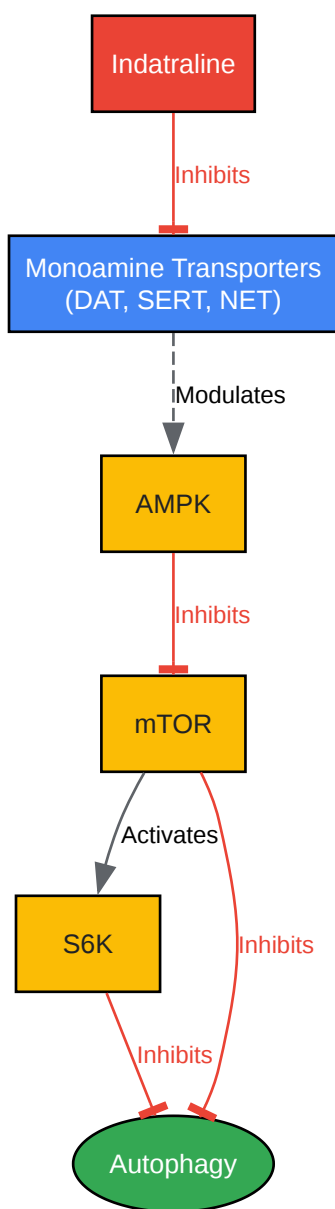 Indatraline
Inhibits
Monoamine Transporters
(DAT, SERT, NET)
Modulates
AMPK
Inhibits
mTOR
Activates
S6K
Inhibits
Inhibits
Autophagy